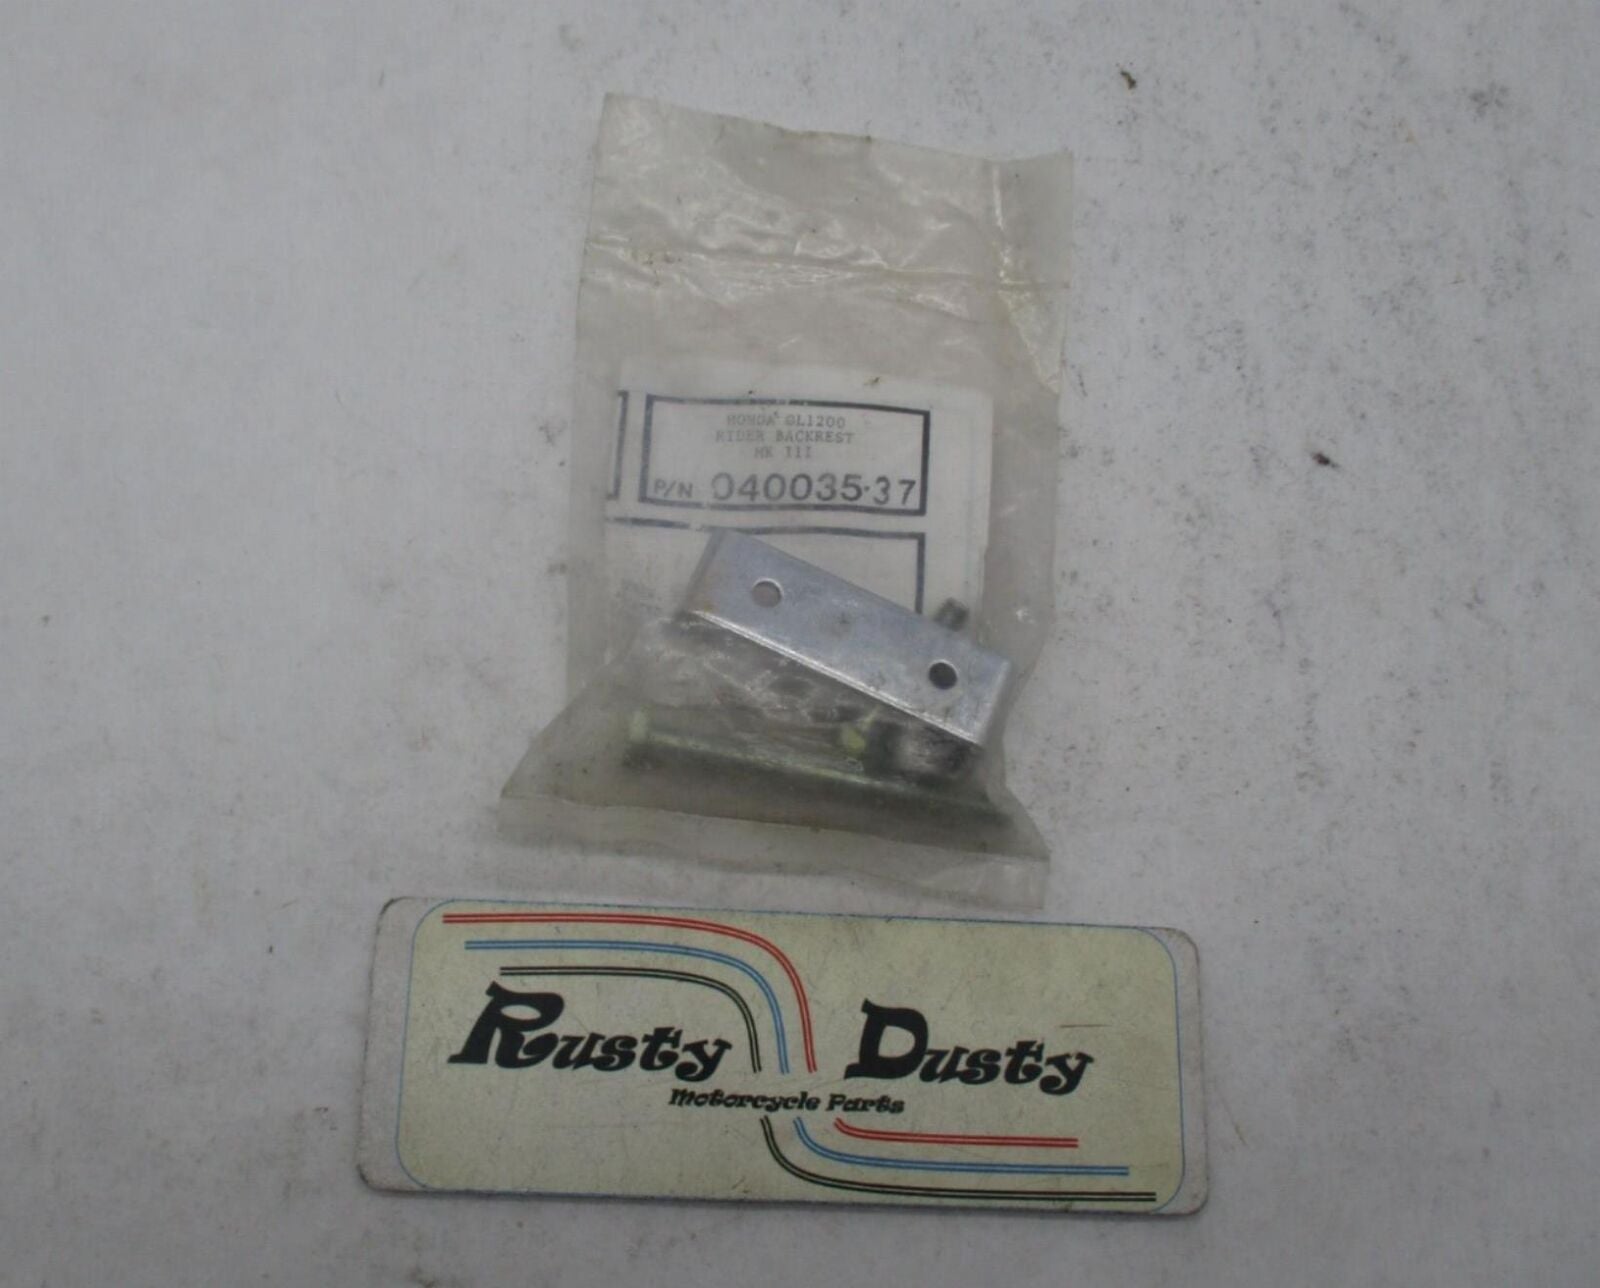 HONDA GL1200
RIDER BACKREST
MK III
P/N 040035-37
Rusty Dusty
Motorcycle Parts